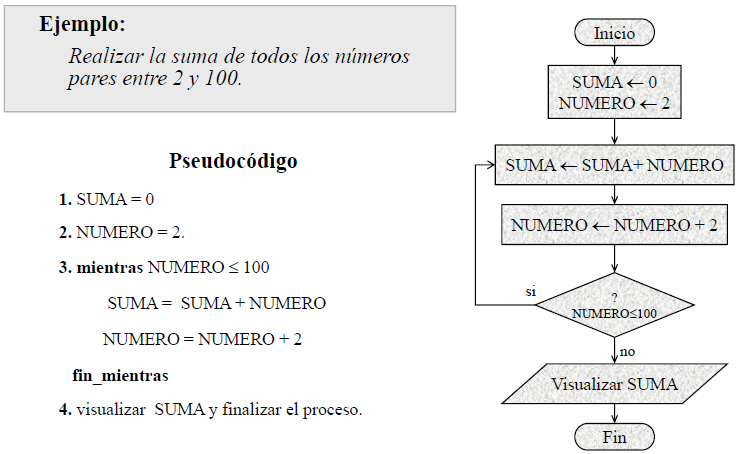 Ejemplo:
Realizar la suma de todos los números
pares entre 2 y 100.
Pseudocódigo
1. SUMA = 0
2. NUMERO = 2.
3. mientras NUMERO ≤ 100
SUMA = SUMA + NUMERO
NUMERO = NUMERO + 2
fin_mientras
4. visualizar SUMA y finalizar el proceso.
Inicio
SUMA ← 0
NUMERO ← 2
SUMA ← SUMA+ NUMERO
NUMERO ← NUMERO + 2
si
?
NUMERO≤100
no
Visualizar SUMA
Fin